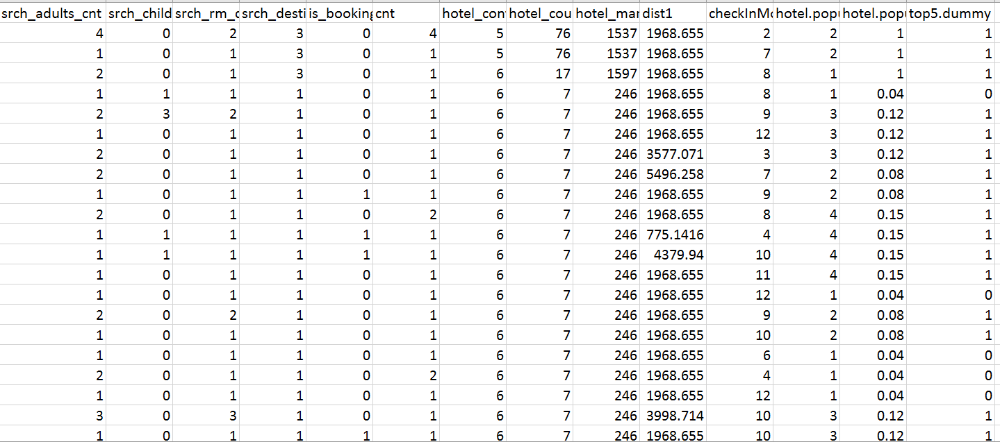 srch_adults_cnt srch_child srch_rm_c srch_desti is_booking cnt hotel_con hotel_cou hotel_mar dist1 checkInMo hotel.popu hotel.popu top5.dummy
4 0 2 3 0 4 5 76 1537 1968.655 2 2 1 1
1 0 1 3 0 1 5 76 1537 1968.655 7 2 1 1
2 0 1 3 0 1 6 17 1597 1968.655 8 1 1 1
1 1 1 1 0 1 6 7 246 1968.655 8 1 0.04 0
2 3 2 1 0 1 6 7 246 1968.655 9 3 0.12 1
1 0 1 1 0 1 6 7 246 1968.655 12 3 0.12 1
2 0 1 1 0 1 6 7 246 3577.071 3 3 0.12 1
2 0 1 1 0 1 6 7 246 5496.258 7 2 0.08 1
1 0 1 1 1 1 6 7 246 1968.655 9 2 0.08 1
2 0 1 1 0 2 6 7 246 1968.655 8 4 0.15 1
1 1 1 1 1 1 6 7 246 775.1416 4 4 0.15 1
1 1 1 1 1 1 6 7 246 4379.94 10 4 0.15 1
1 0 1 1 0 1 6 7 246 1968.655 11 4 0.15 1
1 0 1 1 0 1 6 7 246 1968.655 12 1 0.04 0
2 0 2 1 0 1 6 7 246 1968.655 9 2 0.08 1
1 0 1 1 0 1 6 7 246 1968.655 10 2 0.08 1
1 0 1 1 0 1 6 7 246 1968.655 6 1 0.04 0
2 0 1 1 0 2 6 7 246 1968.655 4 1 0.04 0
1 0 1 1 0 1 6 7 246 1968.655 12 1 0.04 0
3 0 3 1 0 1 6 7 246 3998.714 10 3 0.12 1
1 0 1 1 1 1 6 7 246 1968.655 10 3 0.12 1